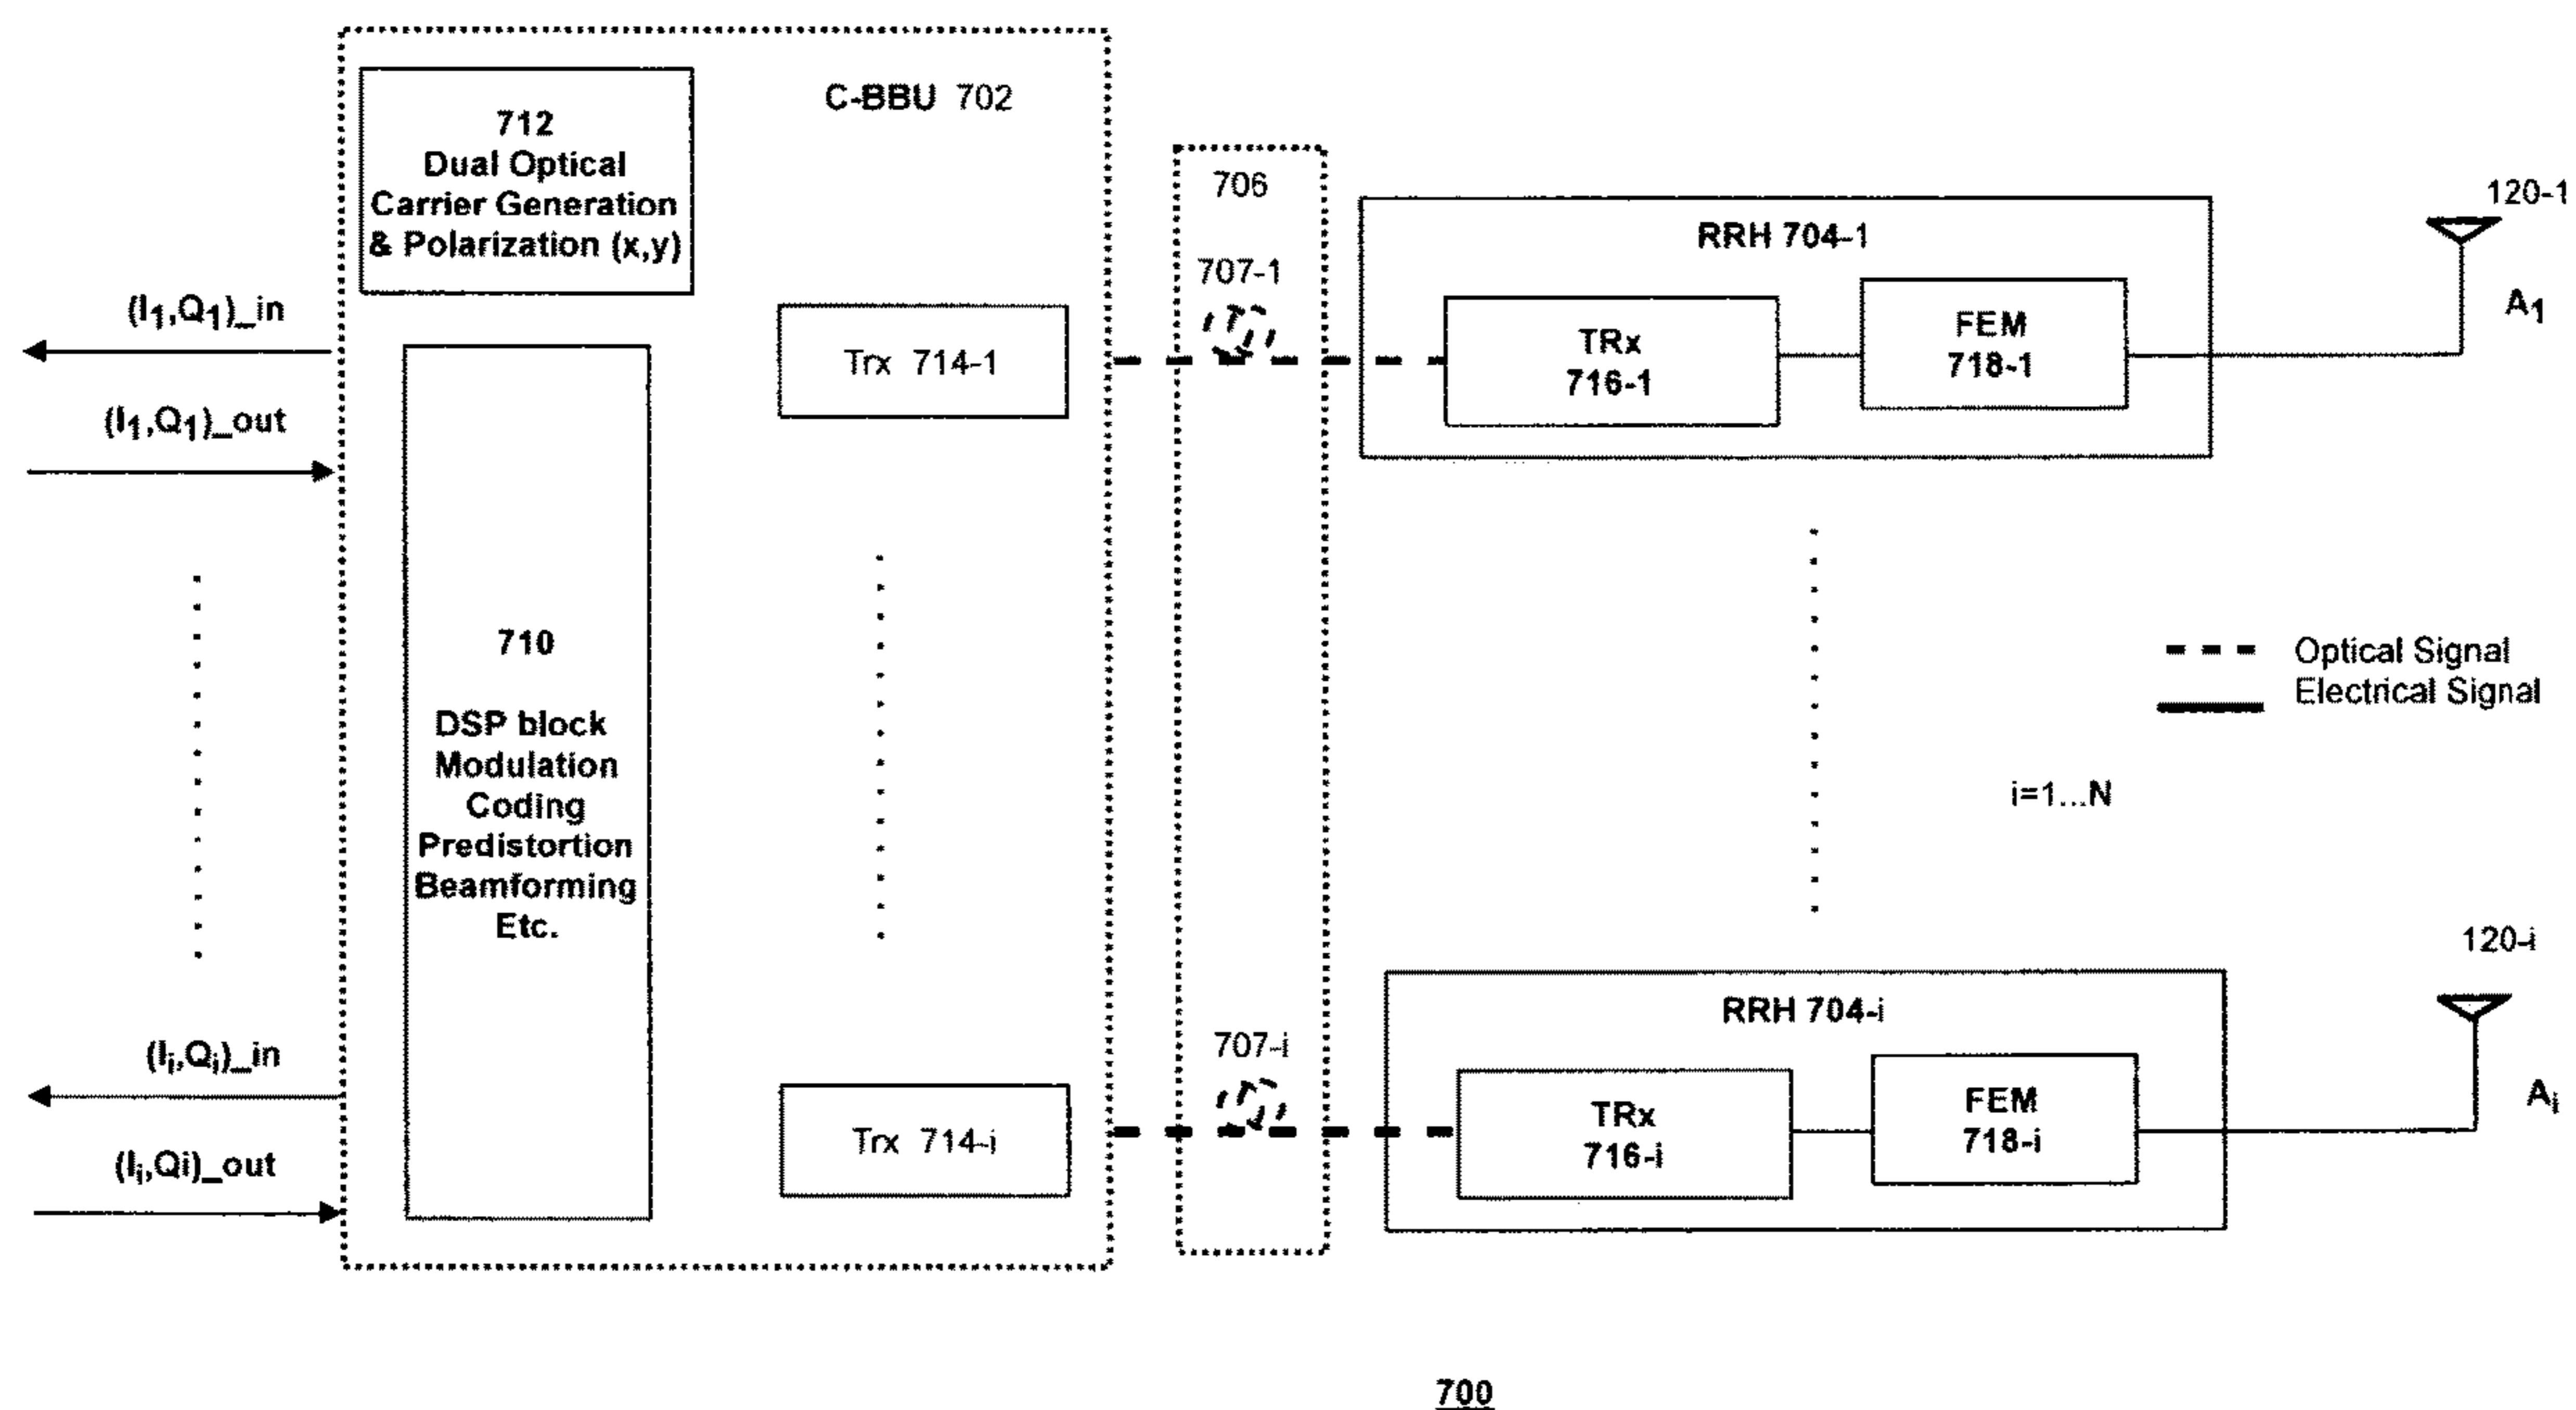 C-BBU 702
712
Dual Optical
Carrier Generation
& Polarization (x,y)
(I1,Q1)_in
(I1,Q1)_out
710
DSP block
Modulation
Coding
Predistortion
Beamforming
Etc.
Trx 714-1
706
707-1
RRH 704-1
TRx
716-1
FEM
718-1
120-1
A1
Optical Signal
Electrical Signal
i=1...N
(Ii,Qi)_in
(Ii,Qi)_out
Trx 714-i
707-i
RRH 704-i
TRx
716-i
FEM
718-i
120-i
Ai
700